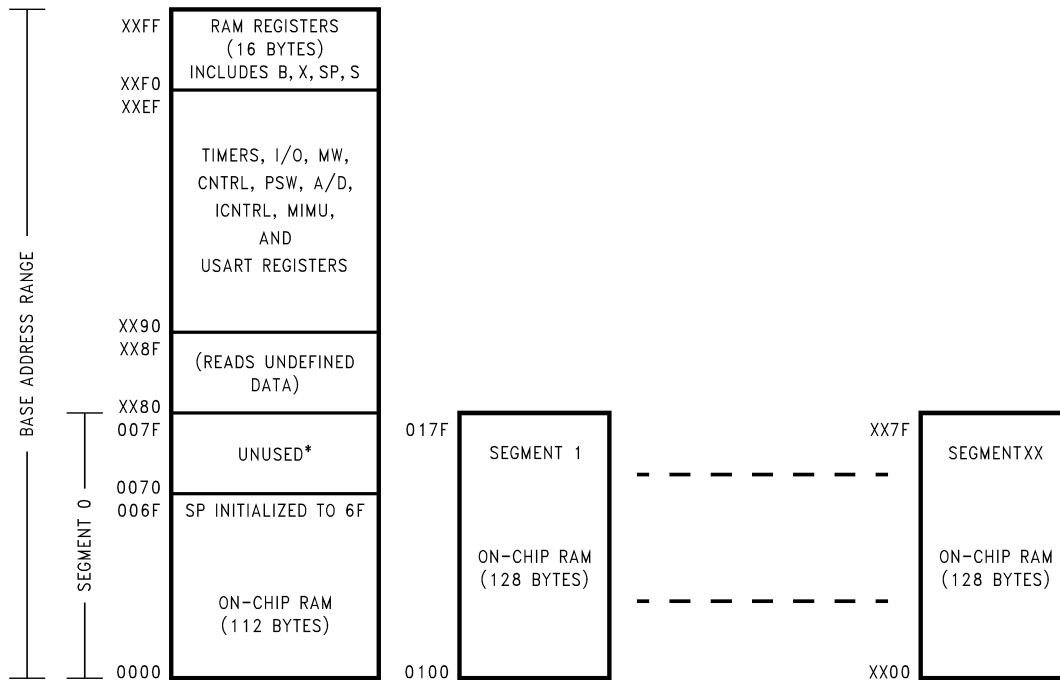 XXFF
RAM REGISTERS
(16 BYTES)
INCLUDES B, X, SP, S
XXF0
XXEF
TIMERS, I/O, MW,
CNTRL, PSW, A/D,
ICNTRL, MIMU,
AND
USART REGISTERS
XX90
XX8F
(READS UNDEFINED
DATA)
XX80
007F
UNUSED*
0070
006F
SP INITIALIZED TO 6F
ON-CHIP RAM
(112 BYTES)
0000
BASE ADDRESS RANGE
SEGMENT 0
017F
SEGMENT 1
ON-CHIP RAM
(128 BYTES)
0100
XX7F
SEGMENT XX
ON-CHIP RAM
(128 BYTES)
XX00